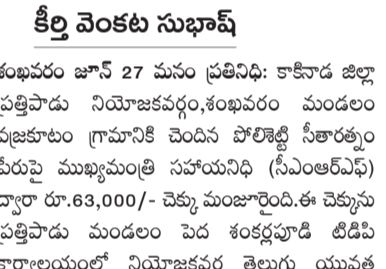 కీర్తి వెంకట సుభాష్
శంఖవరం జూన్ 27 మనం ప్రతినిధి: కాకినాడ జిల్లా
ప్రత్తిపాడు నియోజకవర్గం,శంఖవరం మండలం
వజ్రకూటం గ్రామానికి చెందిన పోలిశెట్టి సీతారత్నం
పేరుపై ముఖ్యమంత్రి సహాయనిధి (సీఎంఆర్ఎఫ్)
ద్వారా రూ.63,000/- చెక్కు మంజూరైంది.ఈ చెక్కును
ప్రత్తిపాడు మండలం పెద శంకర్లపూడి టిడిపి
కార్యాలయంలో నియోజకవర్గ తెలుగు యువత